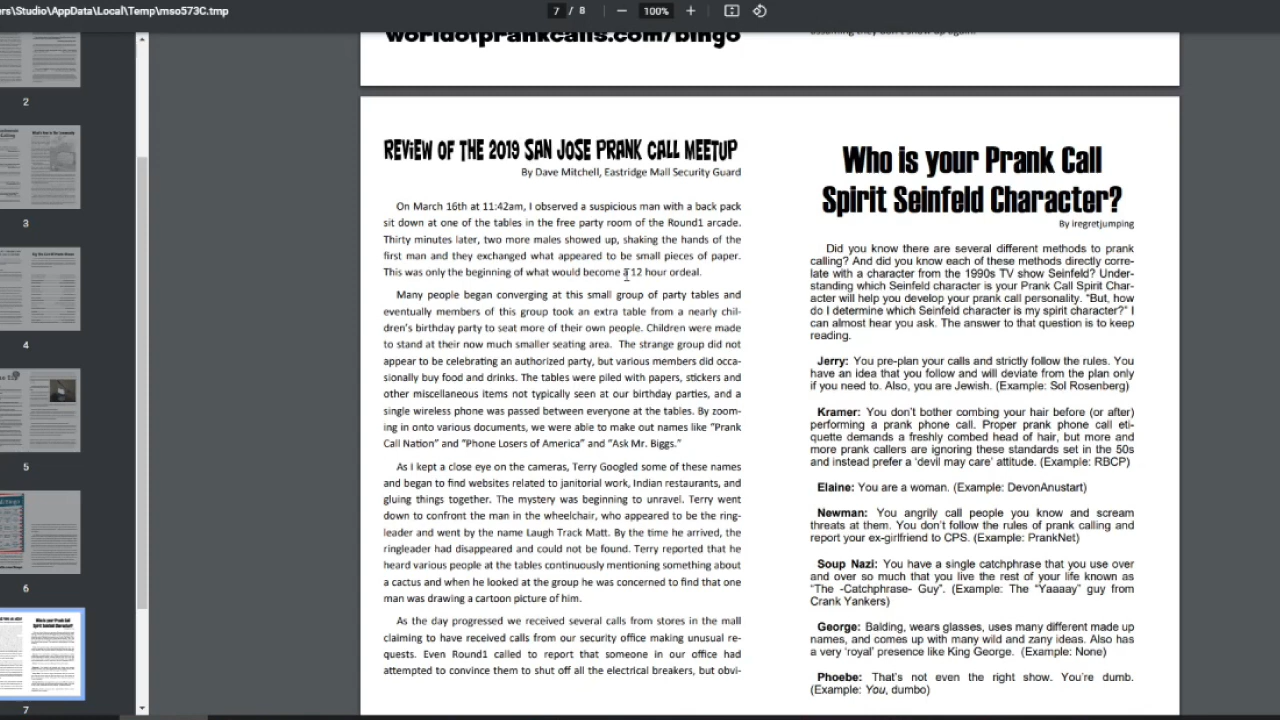 ers\Studio\AppData\Local\Temp\mso573C.tmp
7 / 8
100%
2
3
4
5
6
7
worldofprankcalls.com/bingo
REVIEW OF THE 2019 SAN JOSE PRANK CALL MEETUP
By Dave Mitchell, Eastridge Mall Security Guard
On March 16th at 11:42am, I observed a suspicious man with a back pack
sit down at one of the tables in the free party room of the Round1 arcade.
Thirty minutes later, two more males showed up, shaking the hands of the
first man and they exchanged what appeared to be small pieces of paper.
This was only the beginning of what would become a 12 hour ordeal.
Many people began converging at this small group of party tables and
eventually members of this group took an extra table from a nearly chil-
dren's birthday party to seat more of their own people. Children were made
to stand at their now much smaller seating area. The strange group did not
appear to be celebrating an authorized party, but various members did occa-
sionally buy food and drinks. The tables were piled with papers, stickers and
other miscellaneous items not typically seen at our birthday parties, and a
single wireless phone was passed between everyone at the tables. By zoom-
ing in onto various documents, we were able to make out names like "Prank
Call Nation" and "Phone Losers of America" and "Ask Mr. Biggs."
As I kept a close eye on the cameras, Terry Googled some of these names
and began to find websites related to janitorial work, Indian restaurants, and
gluing things together. The mystery was beginning to unravel. Terry went
down to confront the man in the wheelchair, who appeared to be the ring-
leader and went by the name Laugh Track Matt. By the time he arrived, the
ringleader had disappeared and could not be found. Terry reported that he
heard various people at the tables continuously mentioning something about
a cactus and when he looked at the group he was concerned to find that one
man was drawing a cartoon picture of him.
As the day progressed we received several calls from stores in the mall
claiming to have received calls from our security office making unusual re-
quests. Even Round1 called to report that someone in our office had
attempted to convince them to shut off all the electrical breakers, but obvi-
Who is your Prank Call
Spirit Seinfeld Character?
By iregretjumping
Did you know there are several different methods to prank
calling? And did you know each of these methods directly corre-
late with a character from the 1990s TV show Seinfeld? Under-
standing which Seinfeld character is your Prank Call Spirit Char-
acter will help you develop your prank call personality. "But, how
do I determine which Seinfeld character is my spirit character?" I
can almost hear you ask. The answer to that question is to keep
reading.
Jerry: You pre-plan your calls and strictly follow the rules. You
have an idea that you follow and will deviate from the plan only
if you need to. Also, you are Jewish. (Example: Sol Rosenberg)
Kramer: You don't bother combing your hair before (or after)
performing a prank phone call. Proper prank phone call eti-
quette demands a freshly combed head of hair, but more and
more prank callers are ignoring these standards set in the 50s
and instead prefer a 'devil may care' attitude. (Example: RBCP)
Elaine: You are a woman. (Example: DevonAnustart)
Newman: You angrily call people you know and scream
threats at them. You don't follow the rules of prank calling and
report your ex-girlfriend to CPS. (Example: PrankNet)
Soup Nazi: You have a single catchphrase that you use over
and over so much that you live the rest of your life known as
"The -Catchphrase- Guy". (Example: The "Yaaaay" guy from
Crank Yankers)
George: Balding, wears glasses, uses many different made up
names, and comes up with many wild and zany ideas. Also has
a very 'royal' presence like King George. (Example: None)
Phoebe: That's not even the right show. You're dumb.
(Example: You, dumbo)